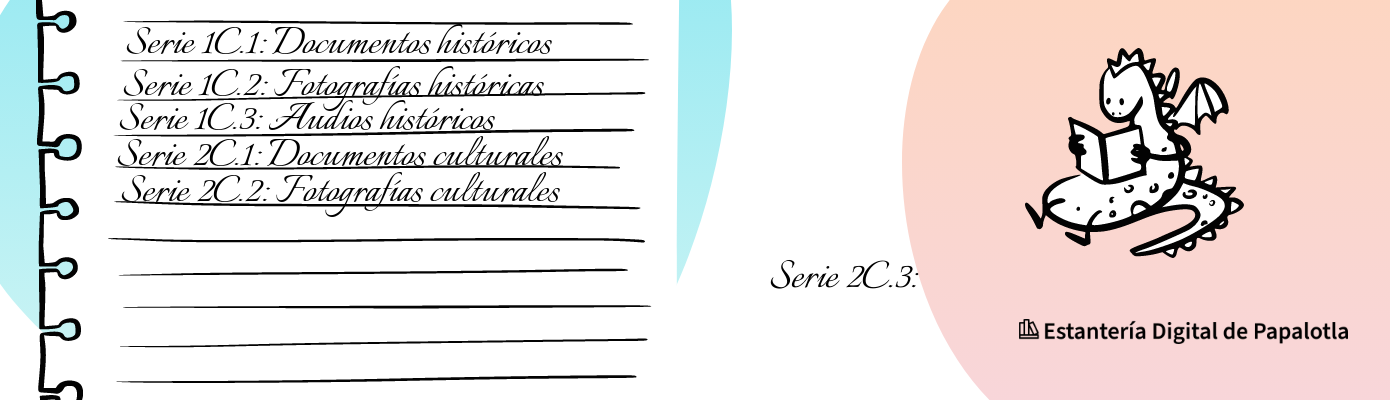 Serie 1C.1: Documentos históricos
Serie 1C.2: Fotografías históricas
Serie 1C.3: Audios históricos
Serie 2C.1: Documentos culturales
Serie 2C.2: Fotografías culturales
Serie 2C.3:
Estantería Digital de Papalotla